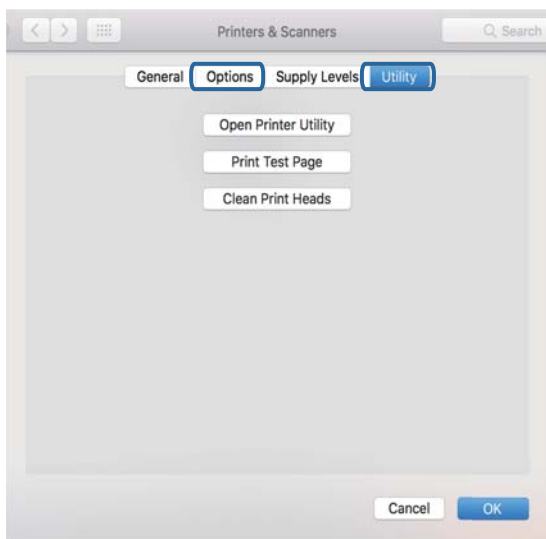 Printers & Scanners
Search
General Options Supply Levels Utility
Open Printer Utility
Print Test Page
Clean Print Heads
Cancel OK